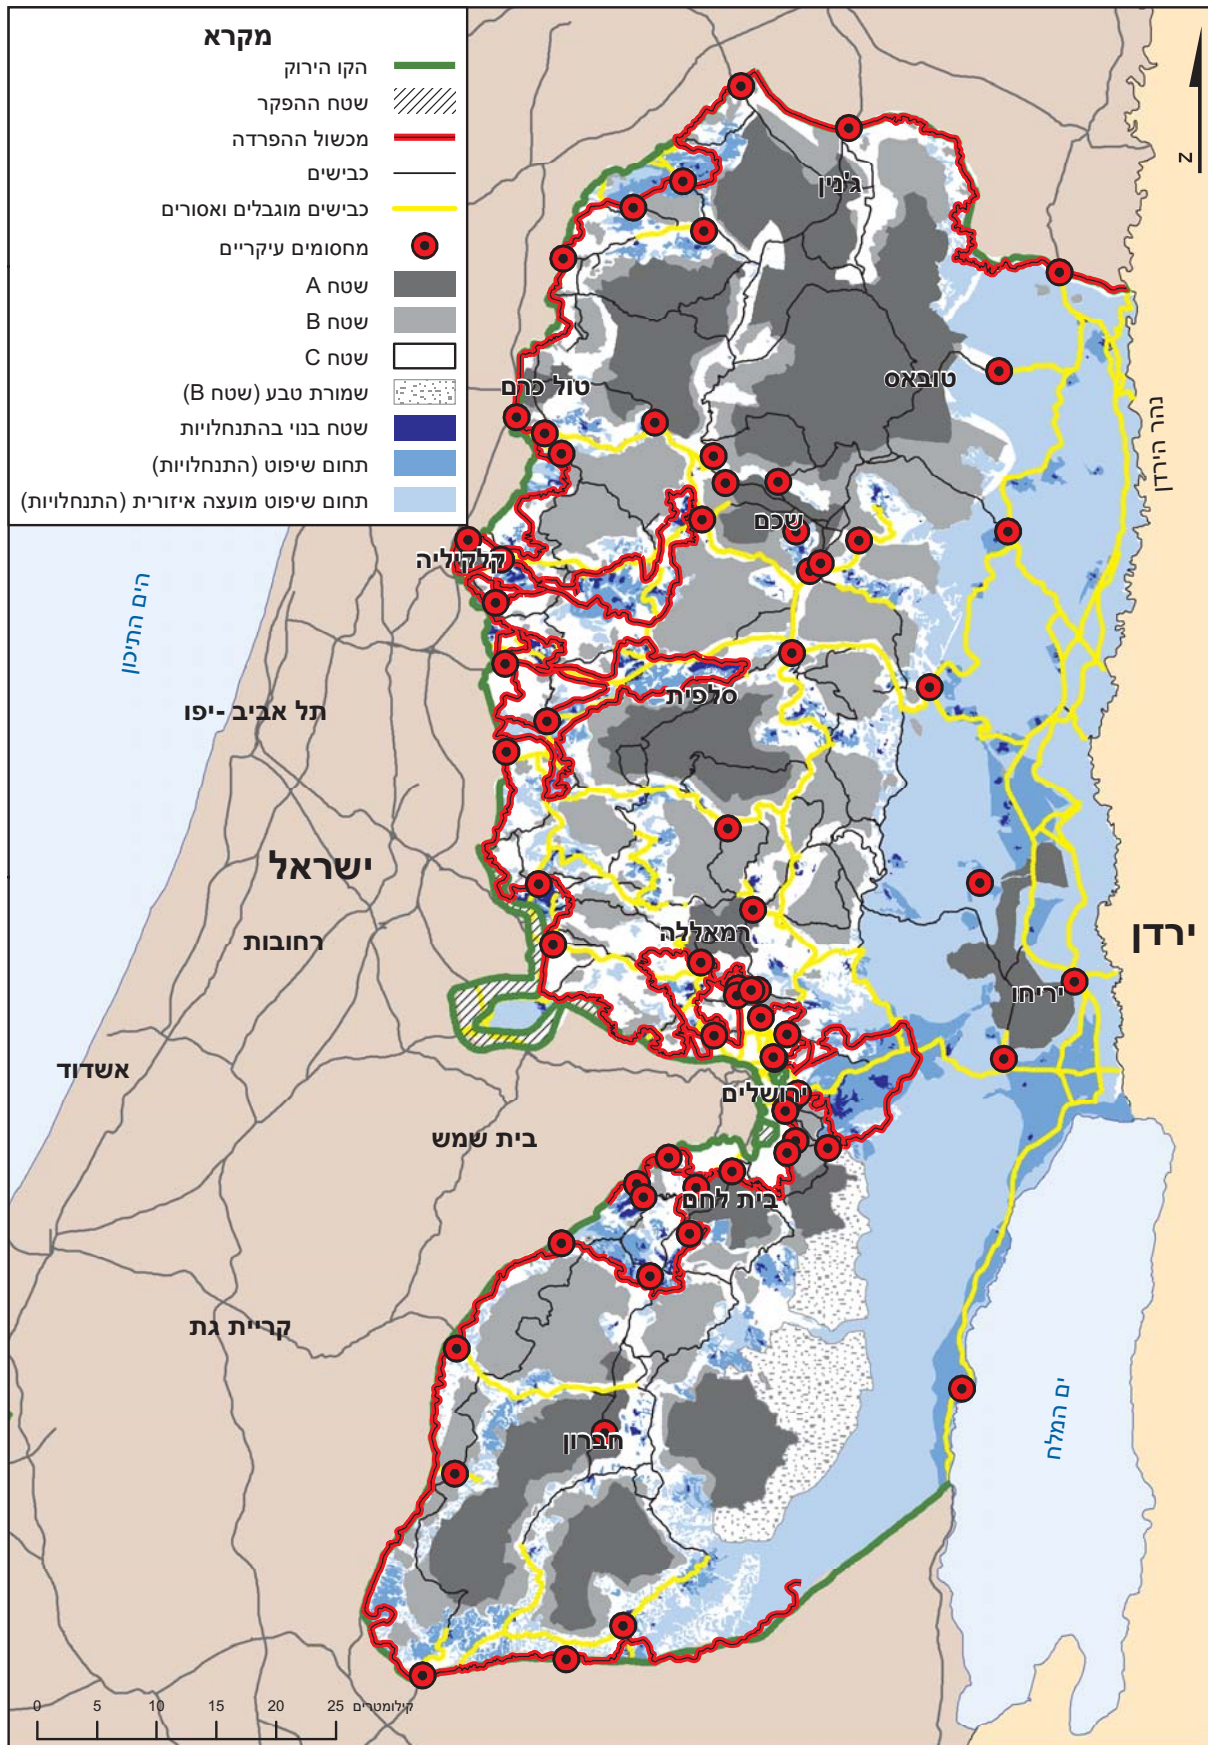 מקרא
הקו הירוק
שטח ההפקר
מכשול ההפרדה
כבישים
כבישים מוגבלים ואסורים
מחסומים עיקריים
שטח A
שטח B
שטח C
שמורת טבע (שטח B)
שטח בנוי בהתנחלויות
תחום שיפוט (התנחלויות)
תחום שיפוט מועצה איזורית (התנחלויות)
N
ג'נין
טובאס
טול כרם
נהר הירדן
שכם
קלקיליה
הים התיכון
סלפית
תל אביב -יפו
ישראל
רחובות
ראמאללה
ירדן
יריחו
אשדוד
ירושלים
בית שמש
בית לחם
קריית גת
ים המלח
חברון
0 5 10 15 20 25 קילומטרים